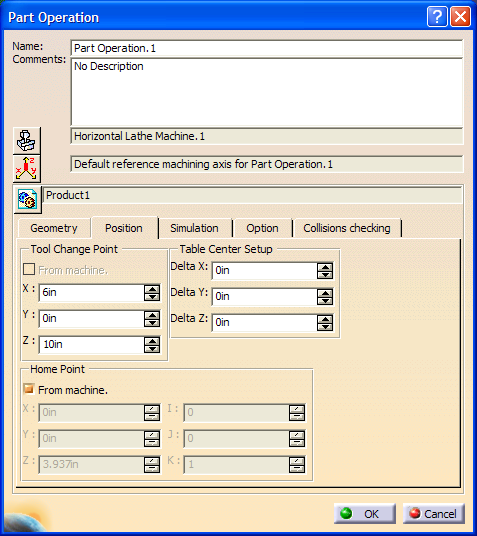 Part Operation
Name: Part Operation.1
Comments: No Description
Horizontal Lathe Machine.1
Default reference machining axis for Part Operation.1
Product1
Geometry Position Simulation Option Collisions checking
Tool Change Point
From machine.
X : 6in
Y : 0in
Z : 10in
Table Center Setup
Delta X: 0in
Delta Y: 0in
Delta Z: 0in
Home Point
From machine.
X : 0in I : 0
Y : 0in J : 0
Z : 3.937in K : 1
OK Cancel